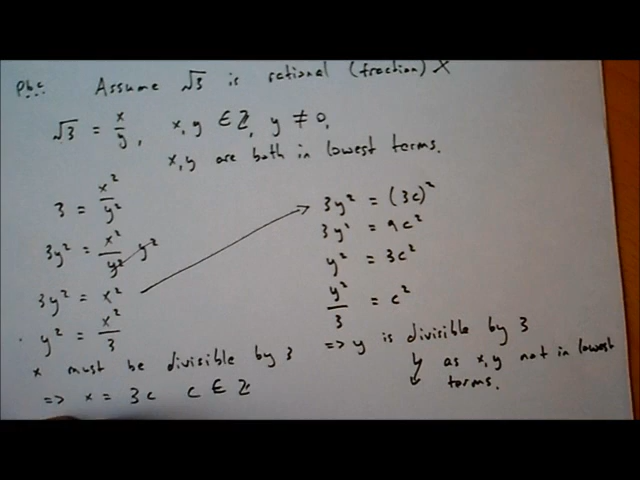 Pbc Assume √3 is rational (fraction) X
√3 = x/y, x, y ∈ ℤ, y ≠ 0,
x, y are both in lowest terms.
3 = x²/y²
3y² = x²/y² y²
3y² = x²
y² = x²/3
x must be divisible by 3
=> x = 3c c ∈ ℤ
3y² = (3c)²
3y² = 9c²
y² = 3c²
y²/3 = c²
=> y is divisible by 3
as x, y not in lowest
terms.